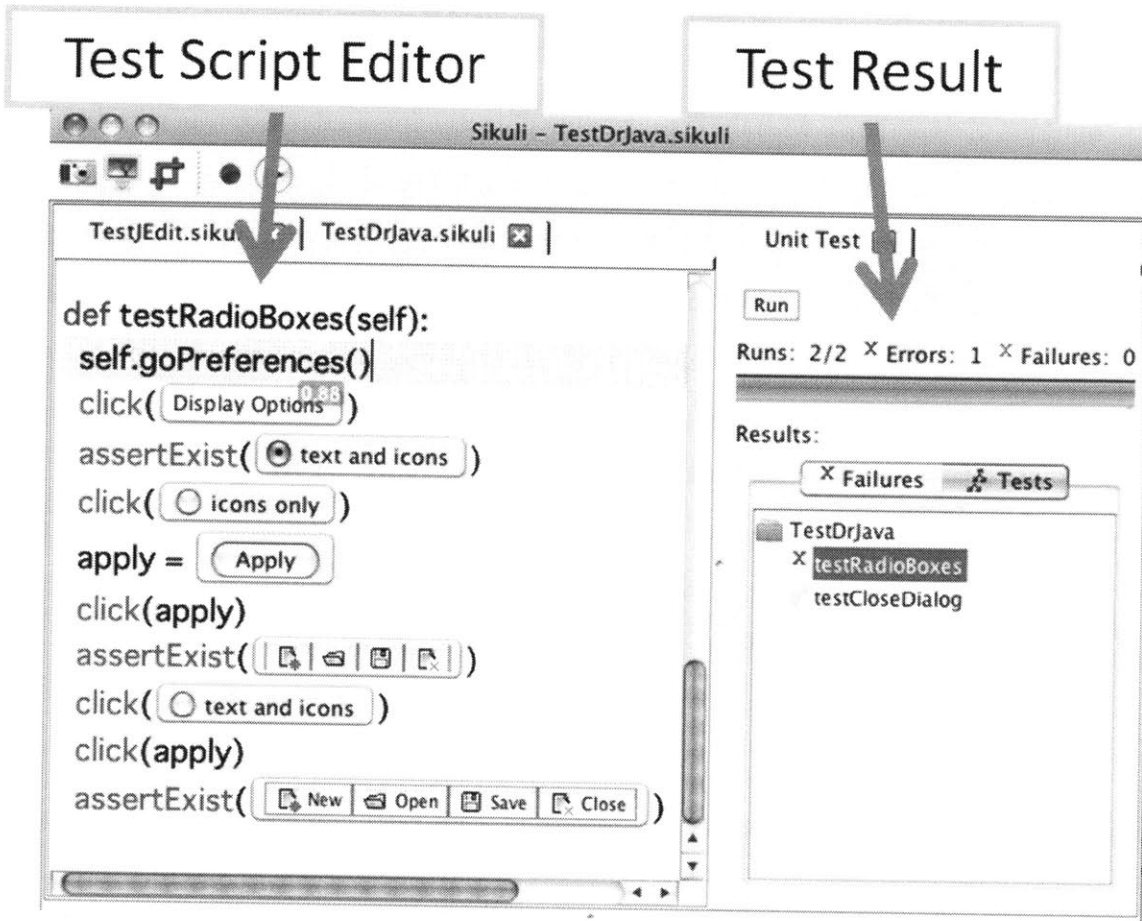 Test Script Editor
Test Result
Sikuli – TestDrJava.sikuli
TestJEdit.sikuli
TestDrJava.sikuli
Unit Test
def testRadioBoxes(self):
self.goPreferences()
click( Display Options 0.88 )
assertExist( text and icons )
click( icons only )
apply = Apply
click(apply)
assertExist( )
click( text and icons )
click(apply)
assertExist( New Open Save Close )
Run
Runs: 2/2 X Errors: 1 X Failures: 0
Results:
X Failures Tests
TestDrJava
X testRadioBoxes
testCloseDialog